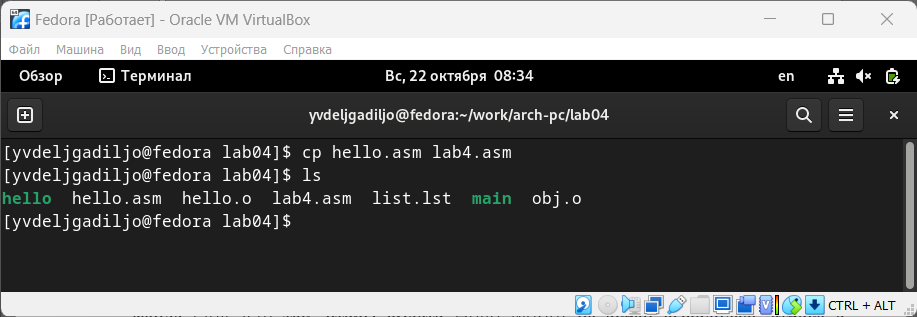 Fedora [Работает] - Oracle VM VirtualBox
Файл Машина Вид Ввод Устройства Справка
Обзор Терминал Вс, 22 октября 08:34 en
yvdeljgadiljo@fedora:~/work/arch-pc/lab04
[yvdeljgadiljo@fedora lab04]$ cp hello.asm lab4.asm
[yvdeljgadiljo@fedora lab04]$ ls
hello hello.asm hello.o lab4.asm list.lst main obj.o
[yvdeljgadiljo@fedora lab04]$
CTRL + ALT